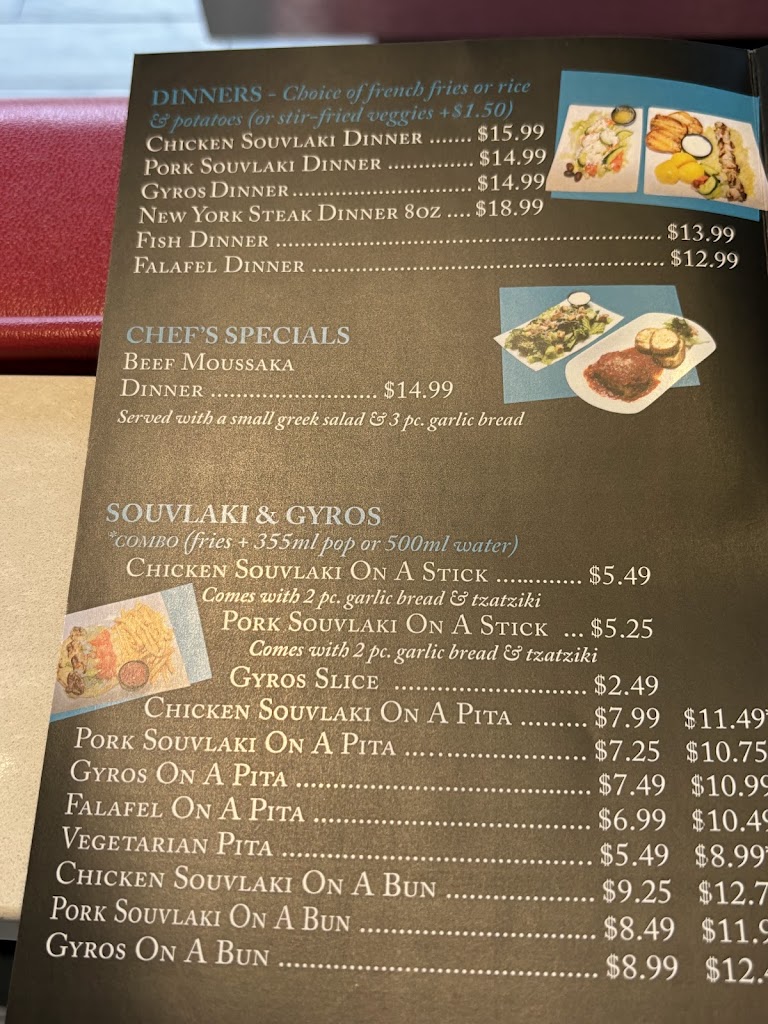 DINNERS - Choice of french fries or rice
& potatoes (or stir-fried veggies +$1.50)
CHICKEN SOUVLAKI DINNER ....... $15.99
PORK SOUVLAKI DINNER .............. $14.99
GYROS DINNER ............................. $14.99
NEW YORK STEAK DINNER 8OZ .... $18.99
FISH DINNER .................................................................. $13.99
FALAFEL DINNER ............................................................ $12.99
CHEF'S SPECIALS
BEEF MOUSSAKA
DINNER .......................... $14.99
Served with a small greek salad & 3 pc. garlic bread
SOUVLAKI & GYROS
*COMBO (fries + 355ml pop or 500ml water)
CHICKEN SOUVLAKI ON A STICK ............. $5.49
Comes with 2 pc. garlic bread & tzatziki
PORK SOUVLAKI ON A STICK ... $5.25
Comes with 2 pc. garlic bread & tzatziki
GYROS SLICE ............................. $2.49
CHICKEN SOUVLAKI ON A PITA ......... $7.99 $11.49*
PORK SOUVLAKI ON A PITA ......................... $7.25 $10.75
GYROS ON A PITA ........................................ $7.49 $10.99
FALAFEL ON A PITA ..................................... $6.99 $10.49
VEGETARIAN PITA .......................................... $5.49 $8.99*
CHICKEN SOUVLAKI ON A BUN .................... $9.25 $12.7
PORK SOUVLAKI ON A BUN ............................... $8.49 $11.9
GYROS ON A BUN .......................................... $8.99 $12.4